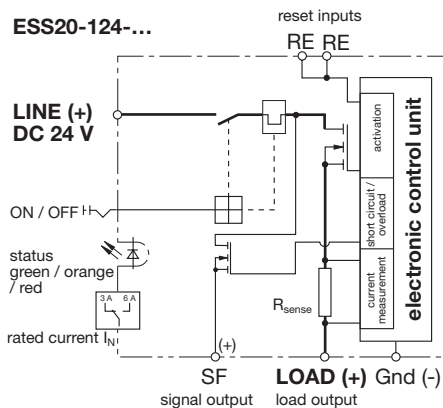 ESS20-124-...
reset inputs
RE RE
LINE (+)
DC 24 V
ON / OFF
status
green / orange
/ red
3 A 6 A
rated current IN
activation
short circuit /
overload
current
measurement
electronic control unit
Rsense
(+)
SF
signal output
LOAD (+)
load output
Gnd (-)